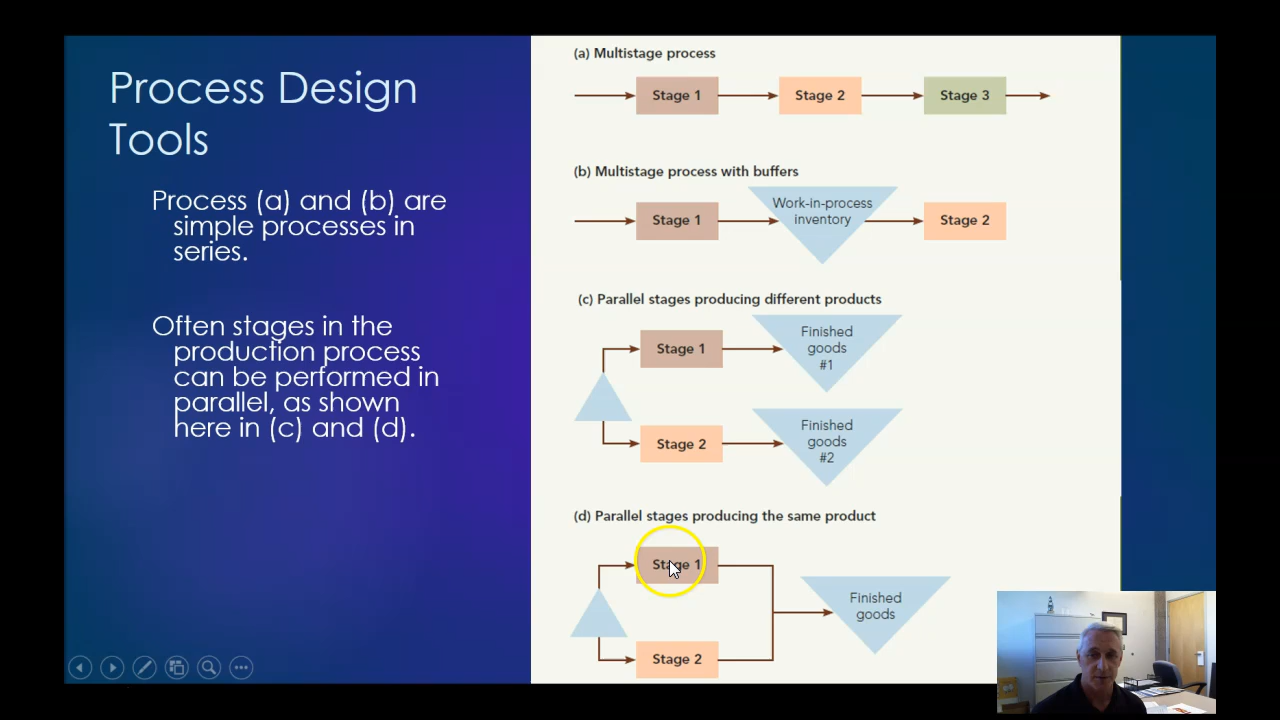 Process Design
Tools
Process (a) and (b) are
simple processes in
series.
Often stages in the
production process
can be performed in
parallel, as shown
here in (c) and (d).
(a) Multistage process
Stage 1
Stage 2
Stage 3
(b) Multistage process with buffers
Stage 1
Work-in-process
inventory
Stage 2
(c) Parallel stages producing different products
Stage 1
Finished
goods
#1
Stage 2
Finished
goods
#2
(d) Parallel stages producing the same product
Stage 1
Finished
goods
Stage 2